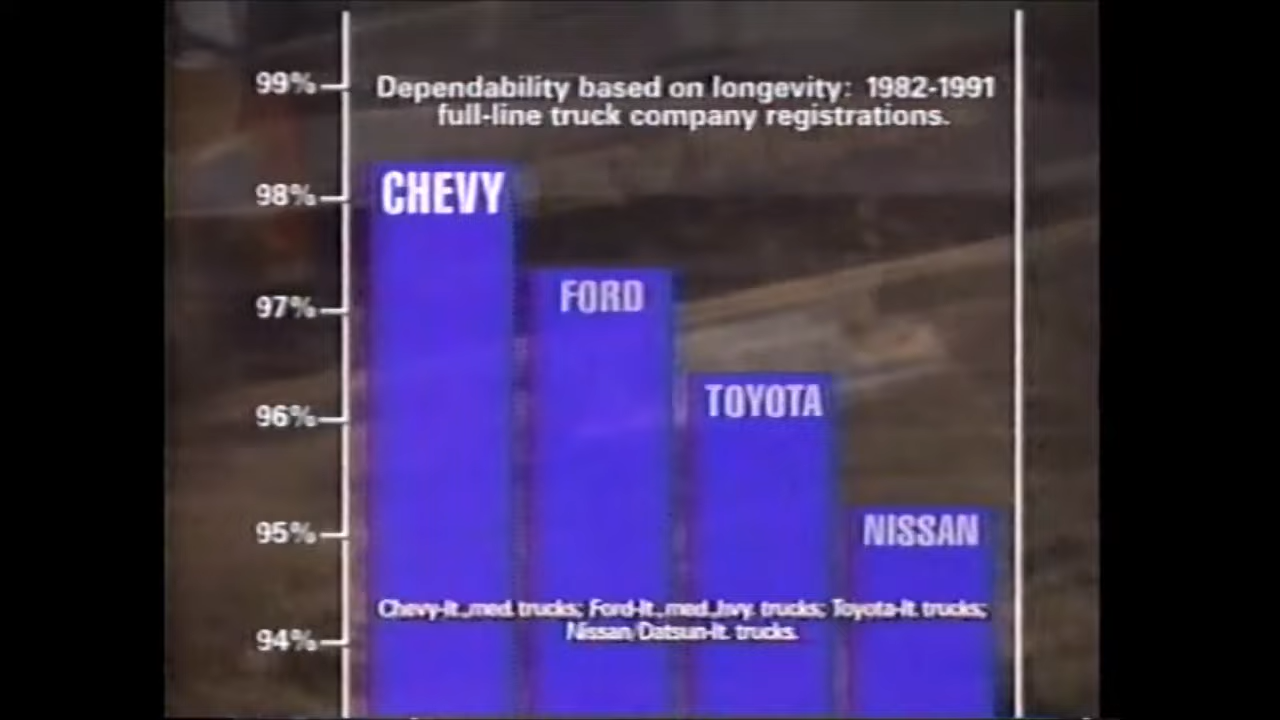 99%
Dependability based on longevity: 1982-1991
full-line truck company registrations.
98%
CHEVY
97%
FORD
96%
TOYOTA
95%
NISSAN
Chevy-lt., med. trucks; Ford-lt., med., hvy. trucks; Toyota-lt. trucks;
Nissan/Datsun-lt. trucks.
94%